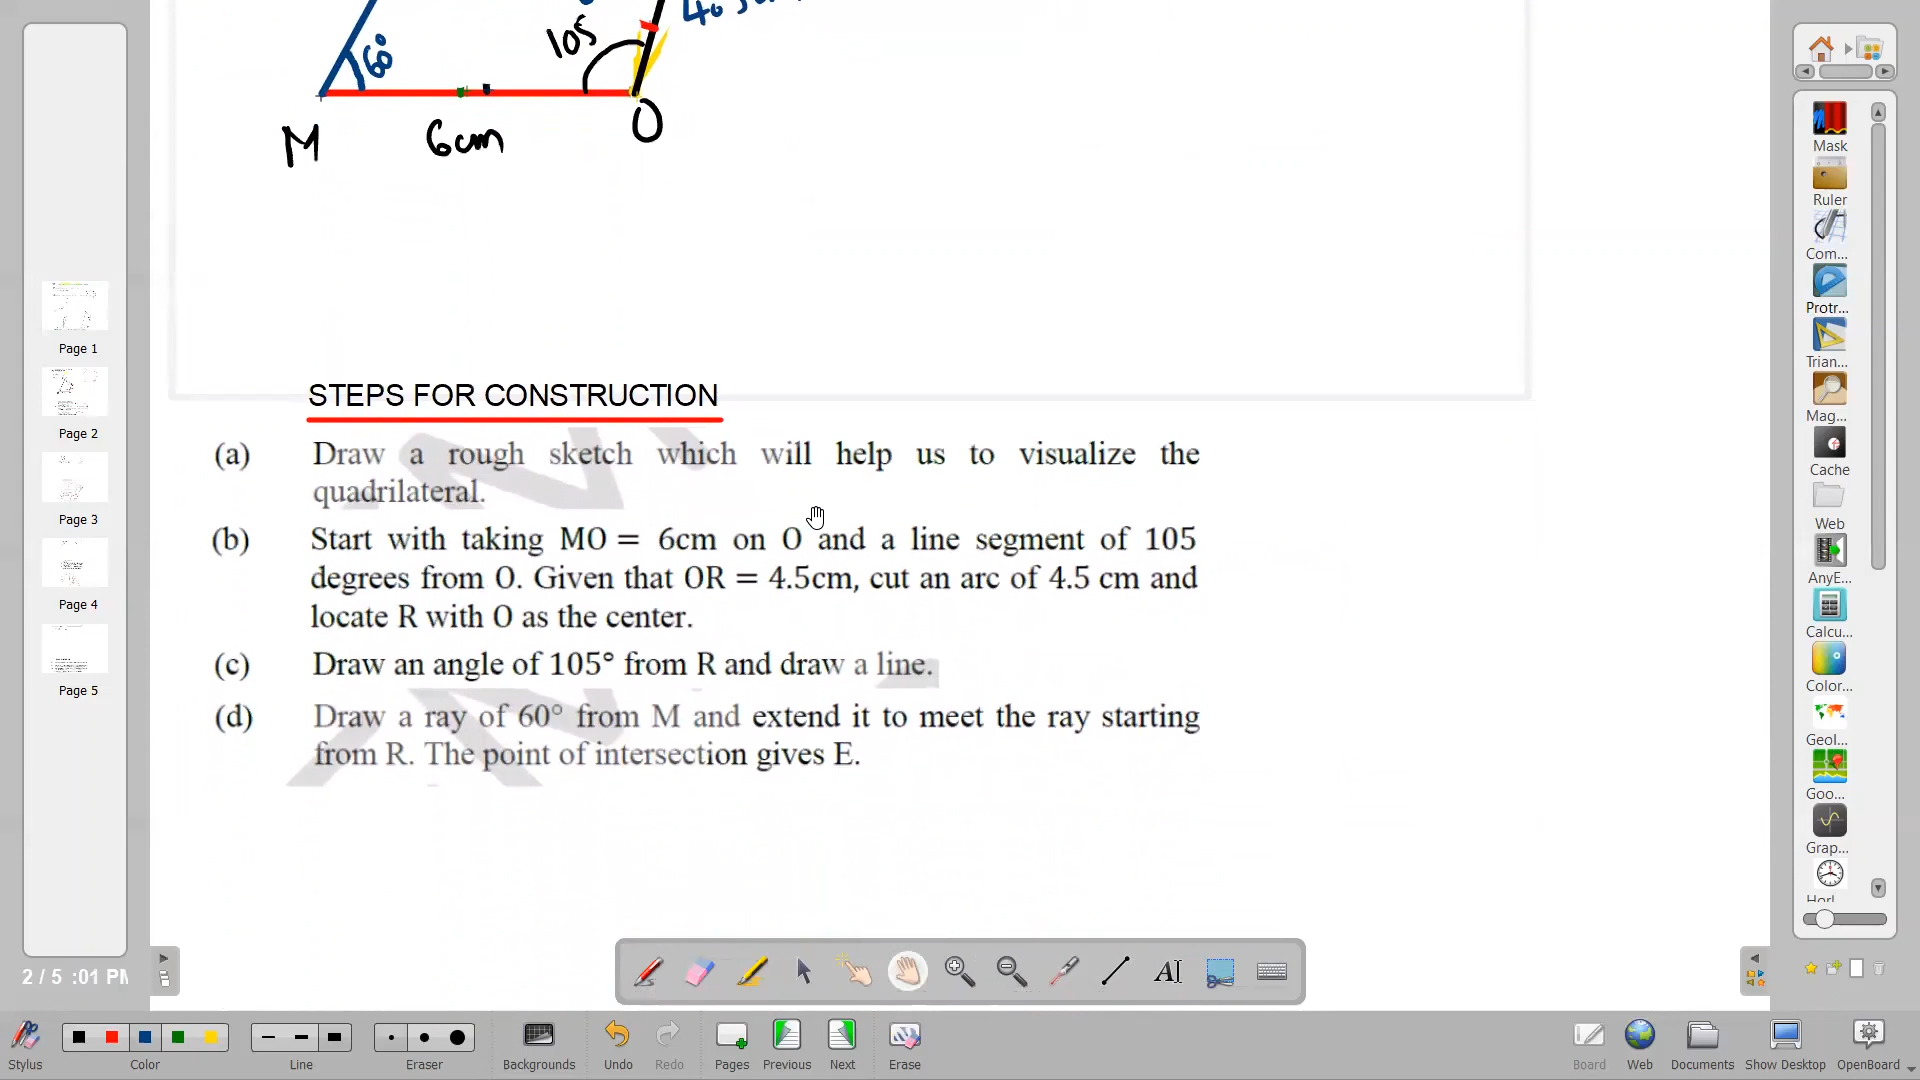 105
60°
M
6cm
O
STEPS FOR CONSTRUCTION
(a) Draw a rough sketch which will help us to visualize the
quadrilateral.
(b) Start with taking MO = 6cm on O and a line segment of 105
degrees from O. Given that OR = 4.5cm, cut an arc of 4.5 cm and
locate R with O as the center.
(c) Draw an angle of 105° from R and draw a line.
(d) Draw a ray of 60° from M and extend it to meet the ray starting
from R. The point of intersection gives E.
Page 1
Page 2
Page 3
Page 4
Page 5
2 / 5 :01 PM
Mask
Ruler
Com...
Protr...
Trian...
Mag...
Cache
Web
AnyE...
Calcu...
Color...
Geol...
Goo...
Grap...
Horl
Stylus
Color
Line
Eraser
Backgrounds
Undo
Redo
Pages
Previous
Next
Erase
Board
Web
Documents
Show Desktop
OpenBoard